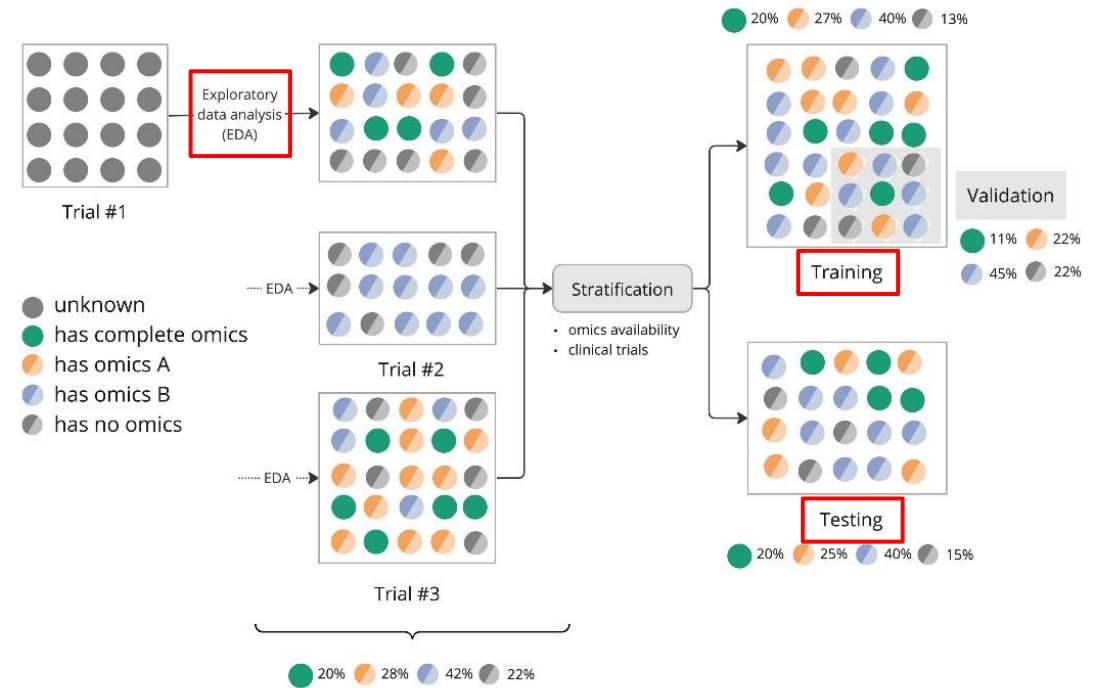 20% 27% 40% 13%
Exploratory
data analysis
(EDA)
Trial #1
Validation
11% 22%
45% 22%
Training
EDA
Stratification
· omics availability
· clinical trials
unknown
has complete omics
has omics A
has omics B
has no omics
Trial #2
EDA
Testing
20% 25% 40% 15%
Trial #3
20% 28% 42% 22%